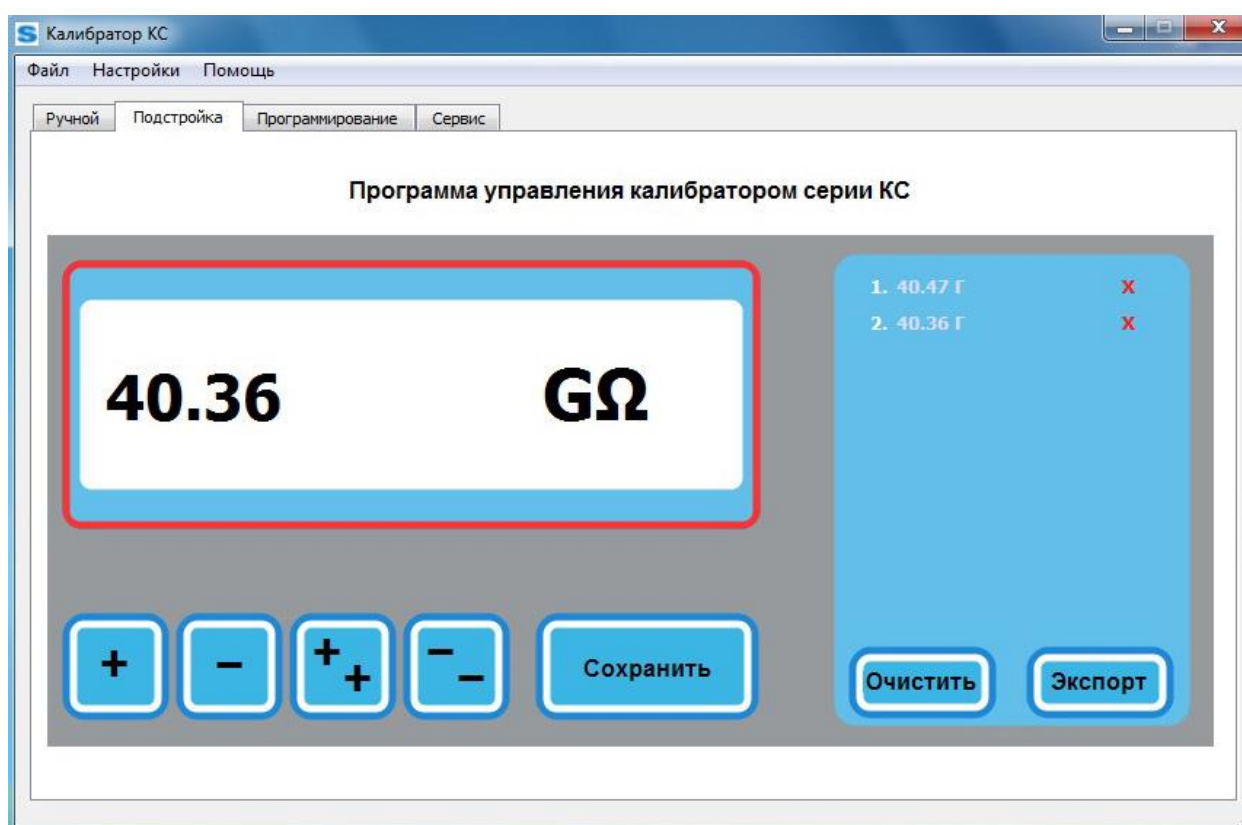 Калибратор КС
Файл Настройки Помощь
Ручной Подстройка Программирование Сервис
Программа управления калибратором серии КС
40.36 GΩ
1. 40.47 Г X
2. 40.36 Г X
+ − + + − − Сохранить
Очистить Экспорт